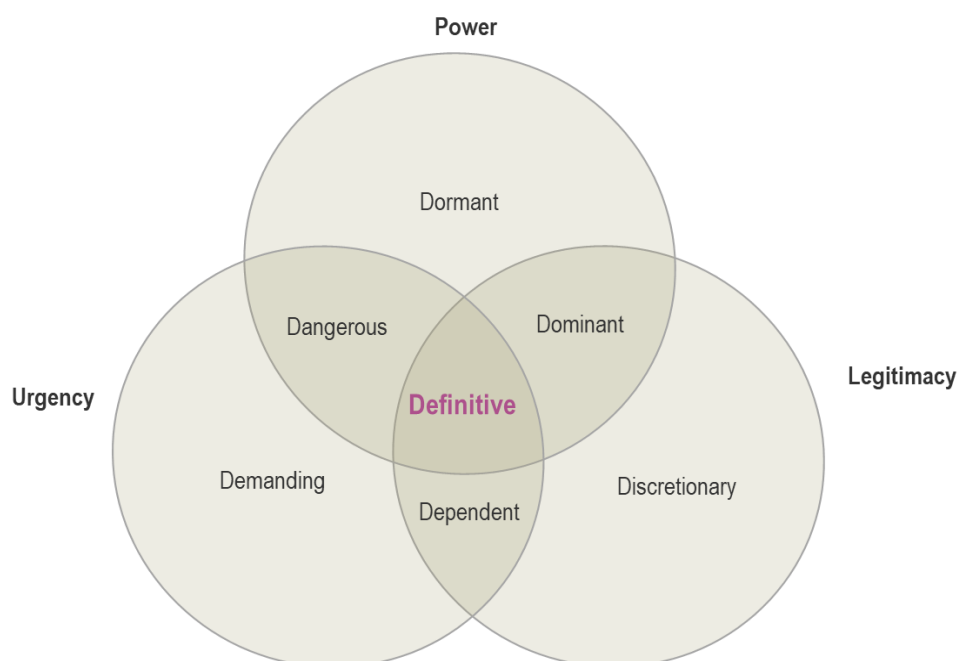 Power
Dormant
Dangerous
Dominant
Legitimacy
Urgency
Definitive
Demanding
Discretionary
Dependent